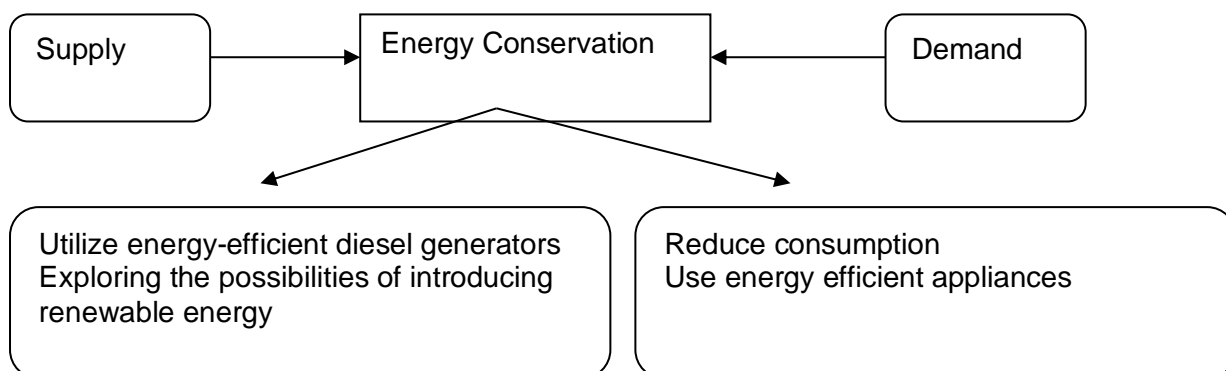 Supply
Energy Conservation
Demand
Utilize energy-efficient diesel generators
Exploring the possibilities of introducing
renewable energy
Reduce consumption
Use energy efficient appliances